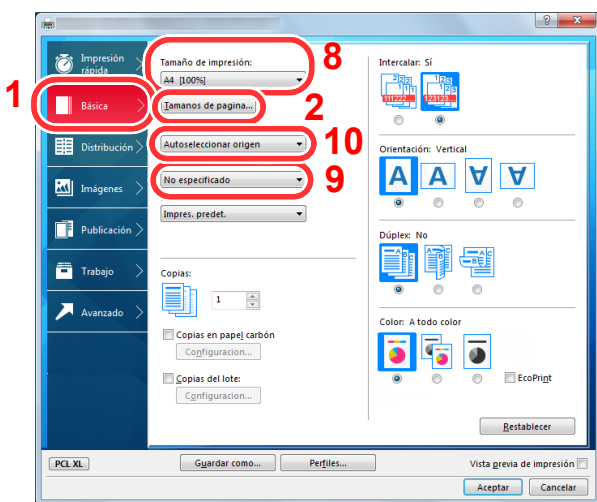 Impresión
rápida
Básica
Distribución
Imágenes
Publicación
Trabajo
Avanzado
1
Tamaño de impresión:
A4 [100%]
8
Tamanos de pagina...
2
Autoseleccionar origen
10
No especificado
9
Impres. predet.
Copias:
1
Copias en papel carbón
Configuracion...
Copias del lote:
Configuracion...
Intercalar: Sí
111222
123123
Orientación: Vertical
A A A A
Dúplex: No
Color: A todo color
EcoPrint
Restablecer
PCL XL
Guardar como...
Perfiles...
Vista previa de impresión
Aceptar
Cancelar